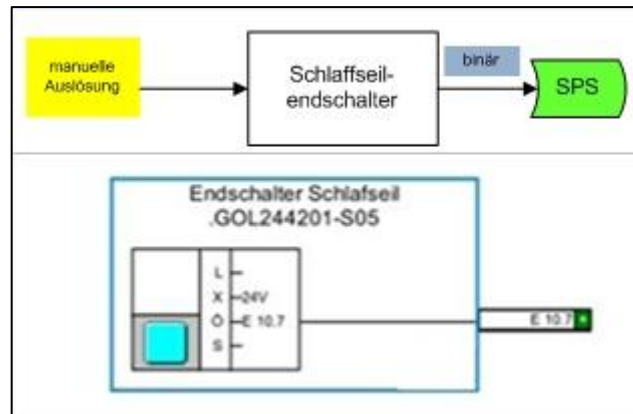 manuelle
Auslösung
Schlaffseil-
endschalter
binär
SPS
Endschalter Schlafseil
.GOL244201-S05
L
X 24V
Ö E 10.7
S
E 10.7